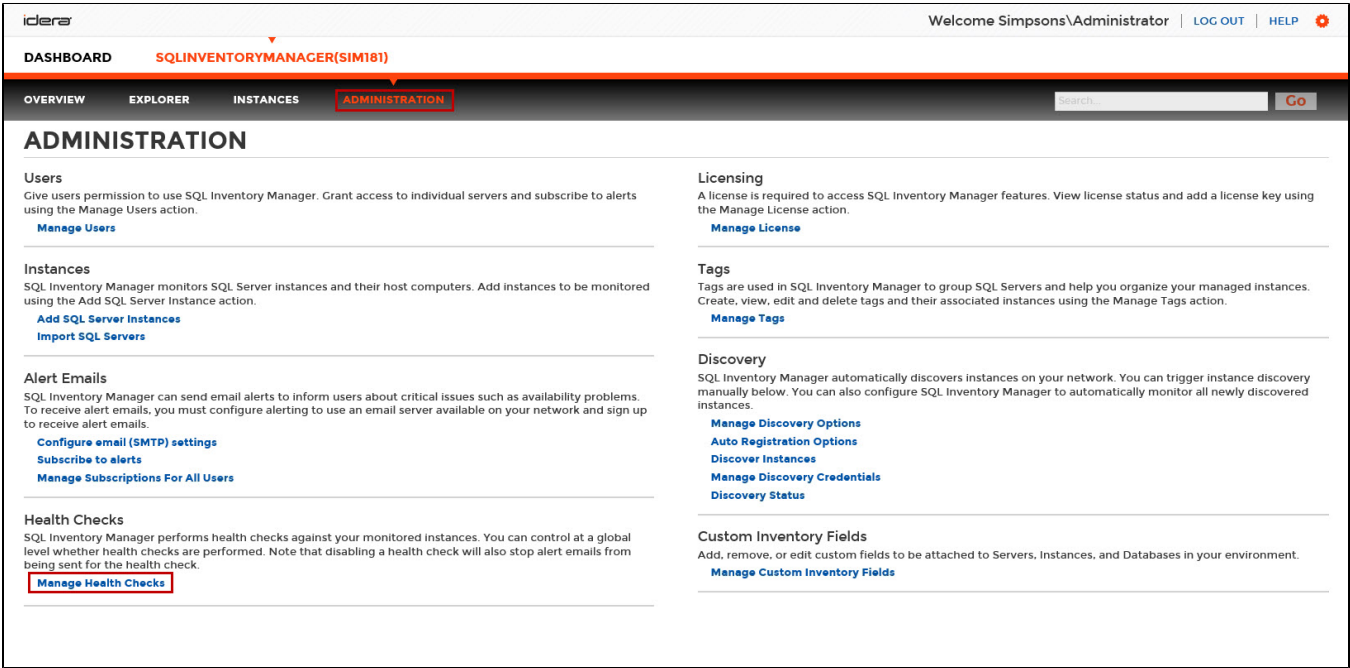 idera
Welcome Simpsons\Administrator | LOG OUT | HELP
DASHBOARD SQLINVENTORYMANAGER(SIM181)
OVERVIEW EXPLORER INSTANCES ADMINISTRATION Search... Go
ADMINISTRATION
Users
Give users permission to use SQL Inventory Manager. Grant access to individual servers and subscribe to alerts
using the Manage Users action.
Manage Users
Instances
SQL Inventory Manager monitors SQL Server instances and their host computers. Add instances to be monitored
using the Add SQL Server Instance action.
Add SQL Server Instances
Import SQL Servers
Alert Emails
SQL Inventory Manager can send email alerts to inform users about critical issues such as availability problems.
To receive alert emails, you must configure alerting to use an email server available on your network and sign up
to receive alert emails.
Configure email (SMTP) settings
Subscribe to alerts
Manage Subscriptions For All Users
Health Checks
SQL Inventory Manager performs health checks against your monitored instances. You can control at a global
level whether health checks are performed. Note that disabling a health check will also stop alert emails from
being sent for the health check.
Manage Health Checks
Licensing
A license is required to access SQL Inventory Manager features. View license status and add a license key using
the Manage License action.
Manage License
Tags
Tags are used in SQL Inventory Manager to group SQL Servers and help you organize your managed instances.
Create, view, edit and delete tags and their associated instances using the Manage Tags action.
Manage Tags
Discovery
SQL Inventory Manager automatically discovers instances on your network. You can trigger instance discovery
manually below. You can also configure SQL Inventory Manager to automatically monitor all newly discovered
instances.
Manage Discovery Options
Auto Registration Options
Discover Instances
Manage Discovery Credentials
Discovery Status
Custom Inventory Fields
Add, remove, or edit custom fields to be attached to Servers, Instances, and Databases in your environment.
Manage Custom Inventory Fields